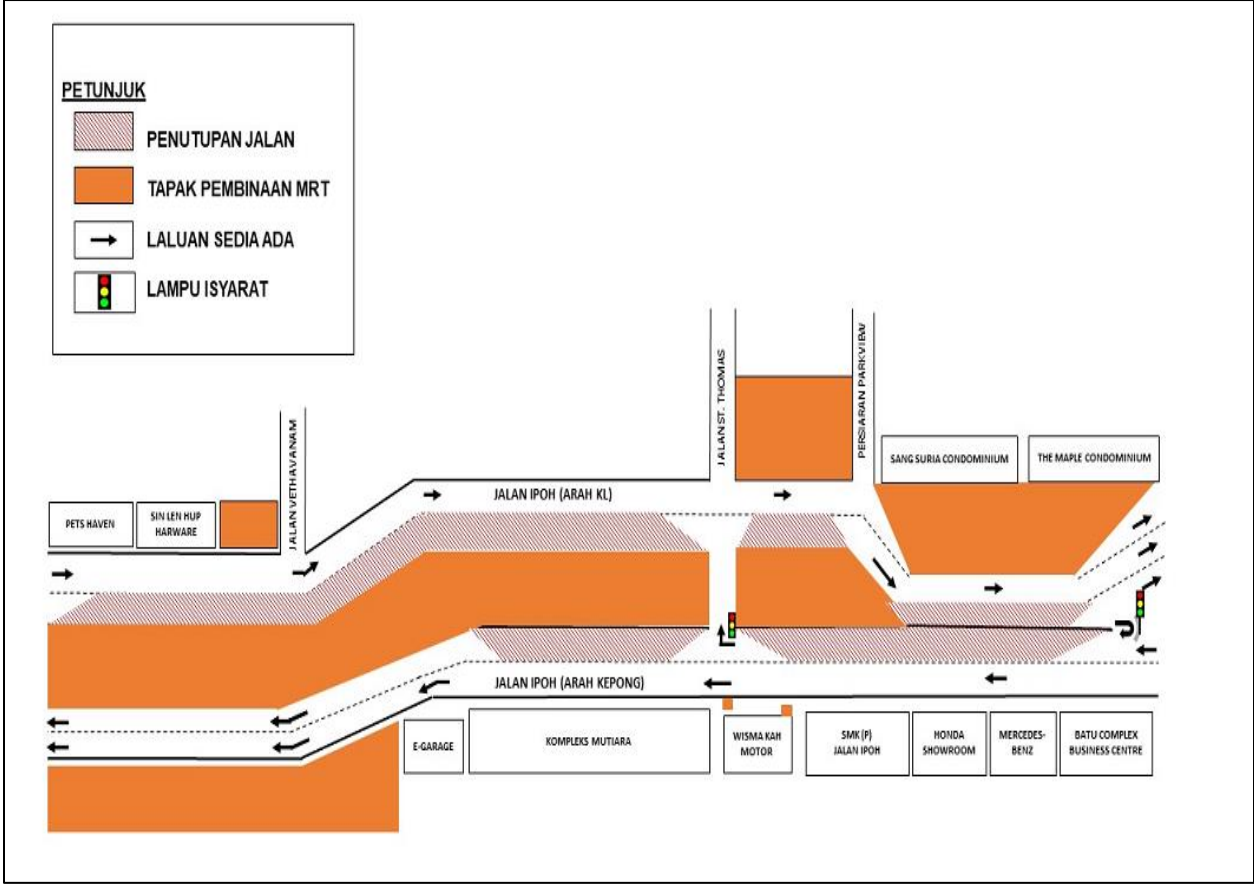 PETUNJUK
PENUTUPAN JALAN
TAPAK PEMBINAAN MRT
LALUAN SEDIA ADA
LAMPU ISYARAT
JALAN ST. THOMAS
PERSIARAN PARKVIEW
JALAN VETHAVANAM
SANG SURIA CONDOMINIUM
THE MAPLE CONDOMINIUM
PETS HAVEN
SIN LEN HUP
HARWARE
JALAN IPOH (ARAH KL)
JALAN IPOH (ARAH KEPONG)
E-GARAGE
KOMPLEKS MUTIARA
WISMA KAH
MOTOR
SMK (P)
JALAN IPOH
HONDA
SHOWROOM
MERCEDES-
BENZ
BATU COMPLEX
BUSINESS CENTRE